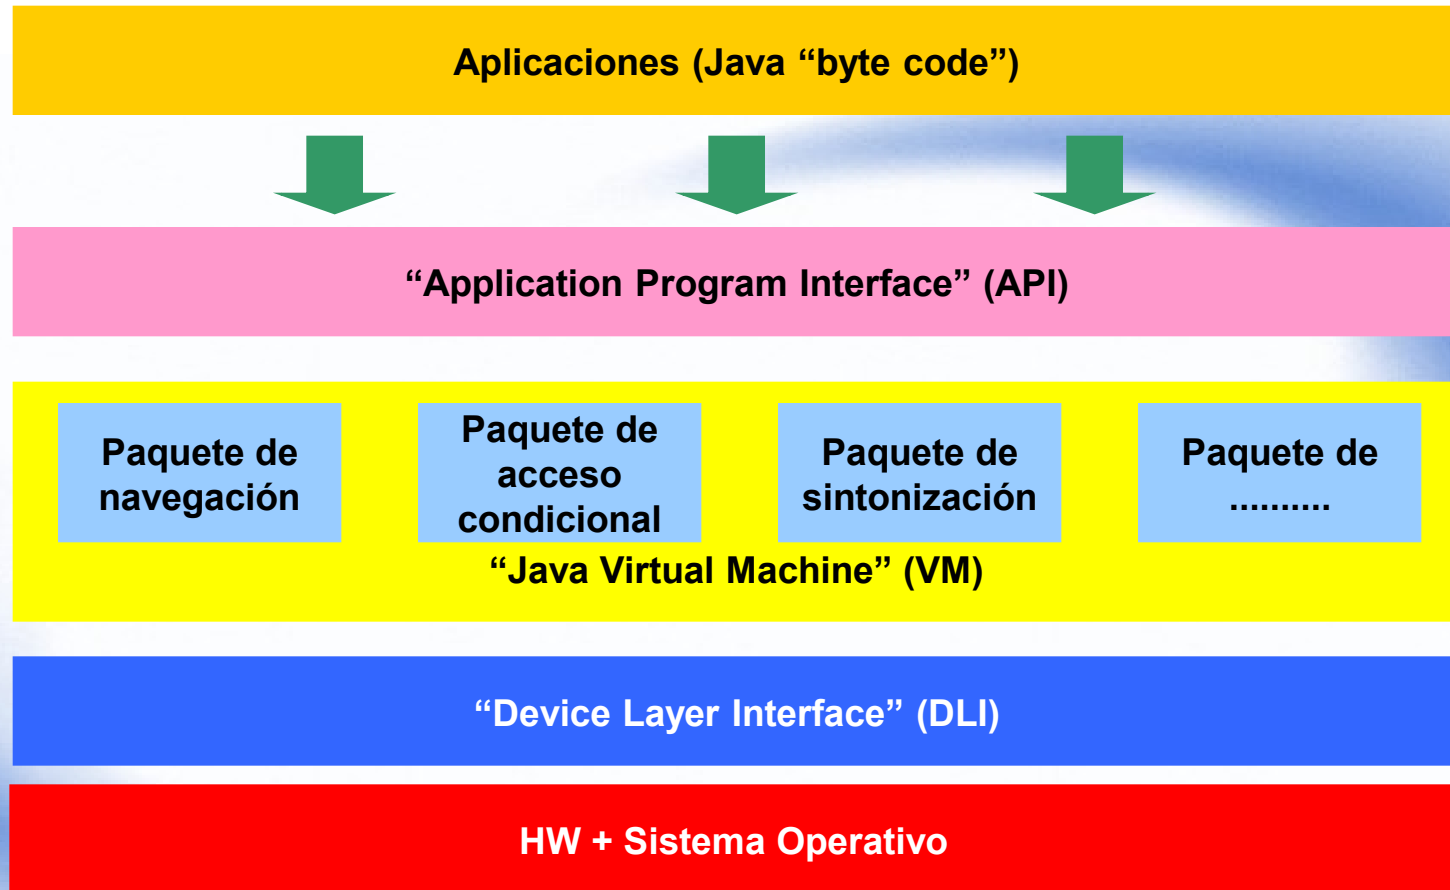 Aplicaciones (Java “byte code”)
“Application Program Interface” (API)
Paquete de
navegación
Paquete de
acceso
condicional
Paquete de
sintonización
Paquete de
..........
“Java Virtual Machine” (VM)
“Device Layer Interface” (DLI)
HW + Sistema Operativo